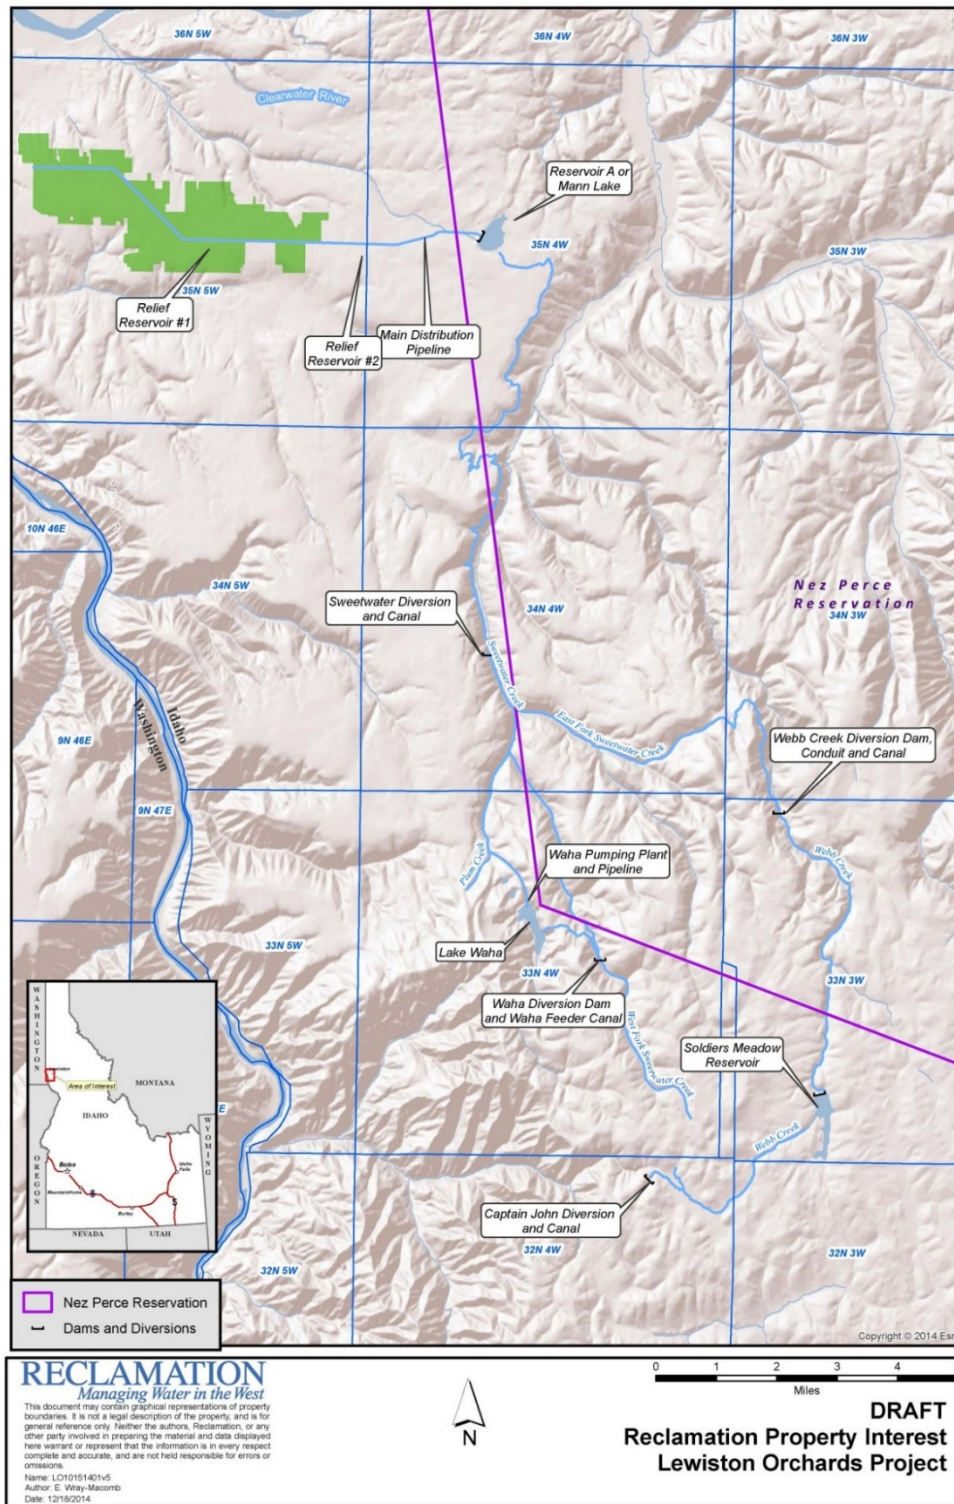 36N 5W
36N 4W
36N 3W
Clearwater River
Reservoir A or
Mann Lake
35N 4W
35N 3W
35N 5W
Relief
Reservoir #1
Relief
Reservoir #2
Main Distribution
Pipeline
10N 46E
34N 5W
Sweetwater Diversion
and Canal
34N 4W
Nez Perce
Reservation
34N 3W
Sweetwater Creek
East Fork Sweetwater Creek
Idaho
Washington
9N 46E
9N 47E
Webb Creek Diversion Dam,
Conduit and Canal
Webb Creek
Plum Creek
Waha Pumping Plant
and Pipeline
Lake Waha
33N 5W
33N 4W
33N 3W
Waha Diversion Dam
and Waha Feeder Canal
West Fork Sweetwater Creek
Soldiers Meadow
Reservoir
Webb Creek
Captain John Diversion
and Canal
32N 5W
32N 4W
32N 3W
WASHINGTON
Lewiston
Area of Interest
MONTANA
IDAHO
OREGON
WYOMING
Boise
Idaho
Falls
Mountainhome
Burley
NEVADA
UTAH
Nez Perce Reservation
Dams and Diversions
Copyright © 2014 Esri
RECLAMATION
Managing Water in the West
This document may contain graphical representations of property
boundaries. It is not a legal description of the property, and is for
general reference only. Neither the authors, Reclamation, or any
other party involved in preparing the material and data displayed
here warrant or represent that the information is in every respect
complete and accurate, and are not held responsible for errors or
omissions.
Name: LO10151401v5
Author: E. Wray-Macomb
Date: 12/18/2014
N
0 1 2 3 4
Miles
DRAFT
Reclamation Property Interest
Lewiston Orchards Project